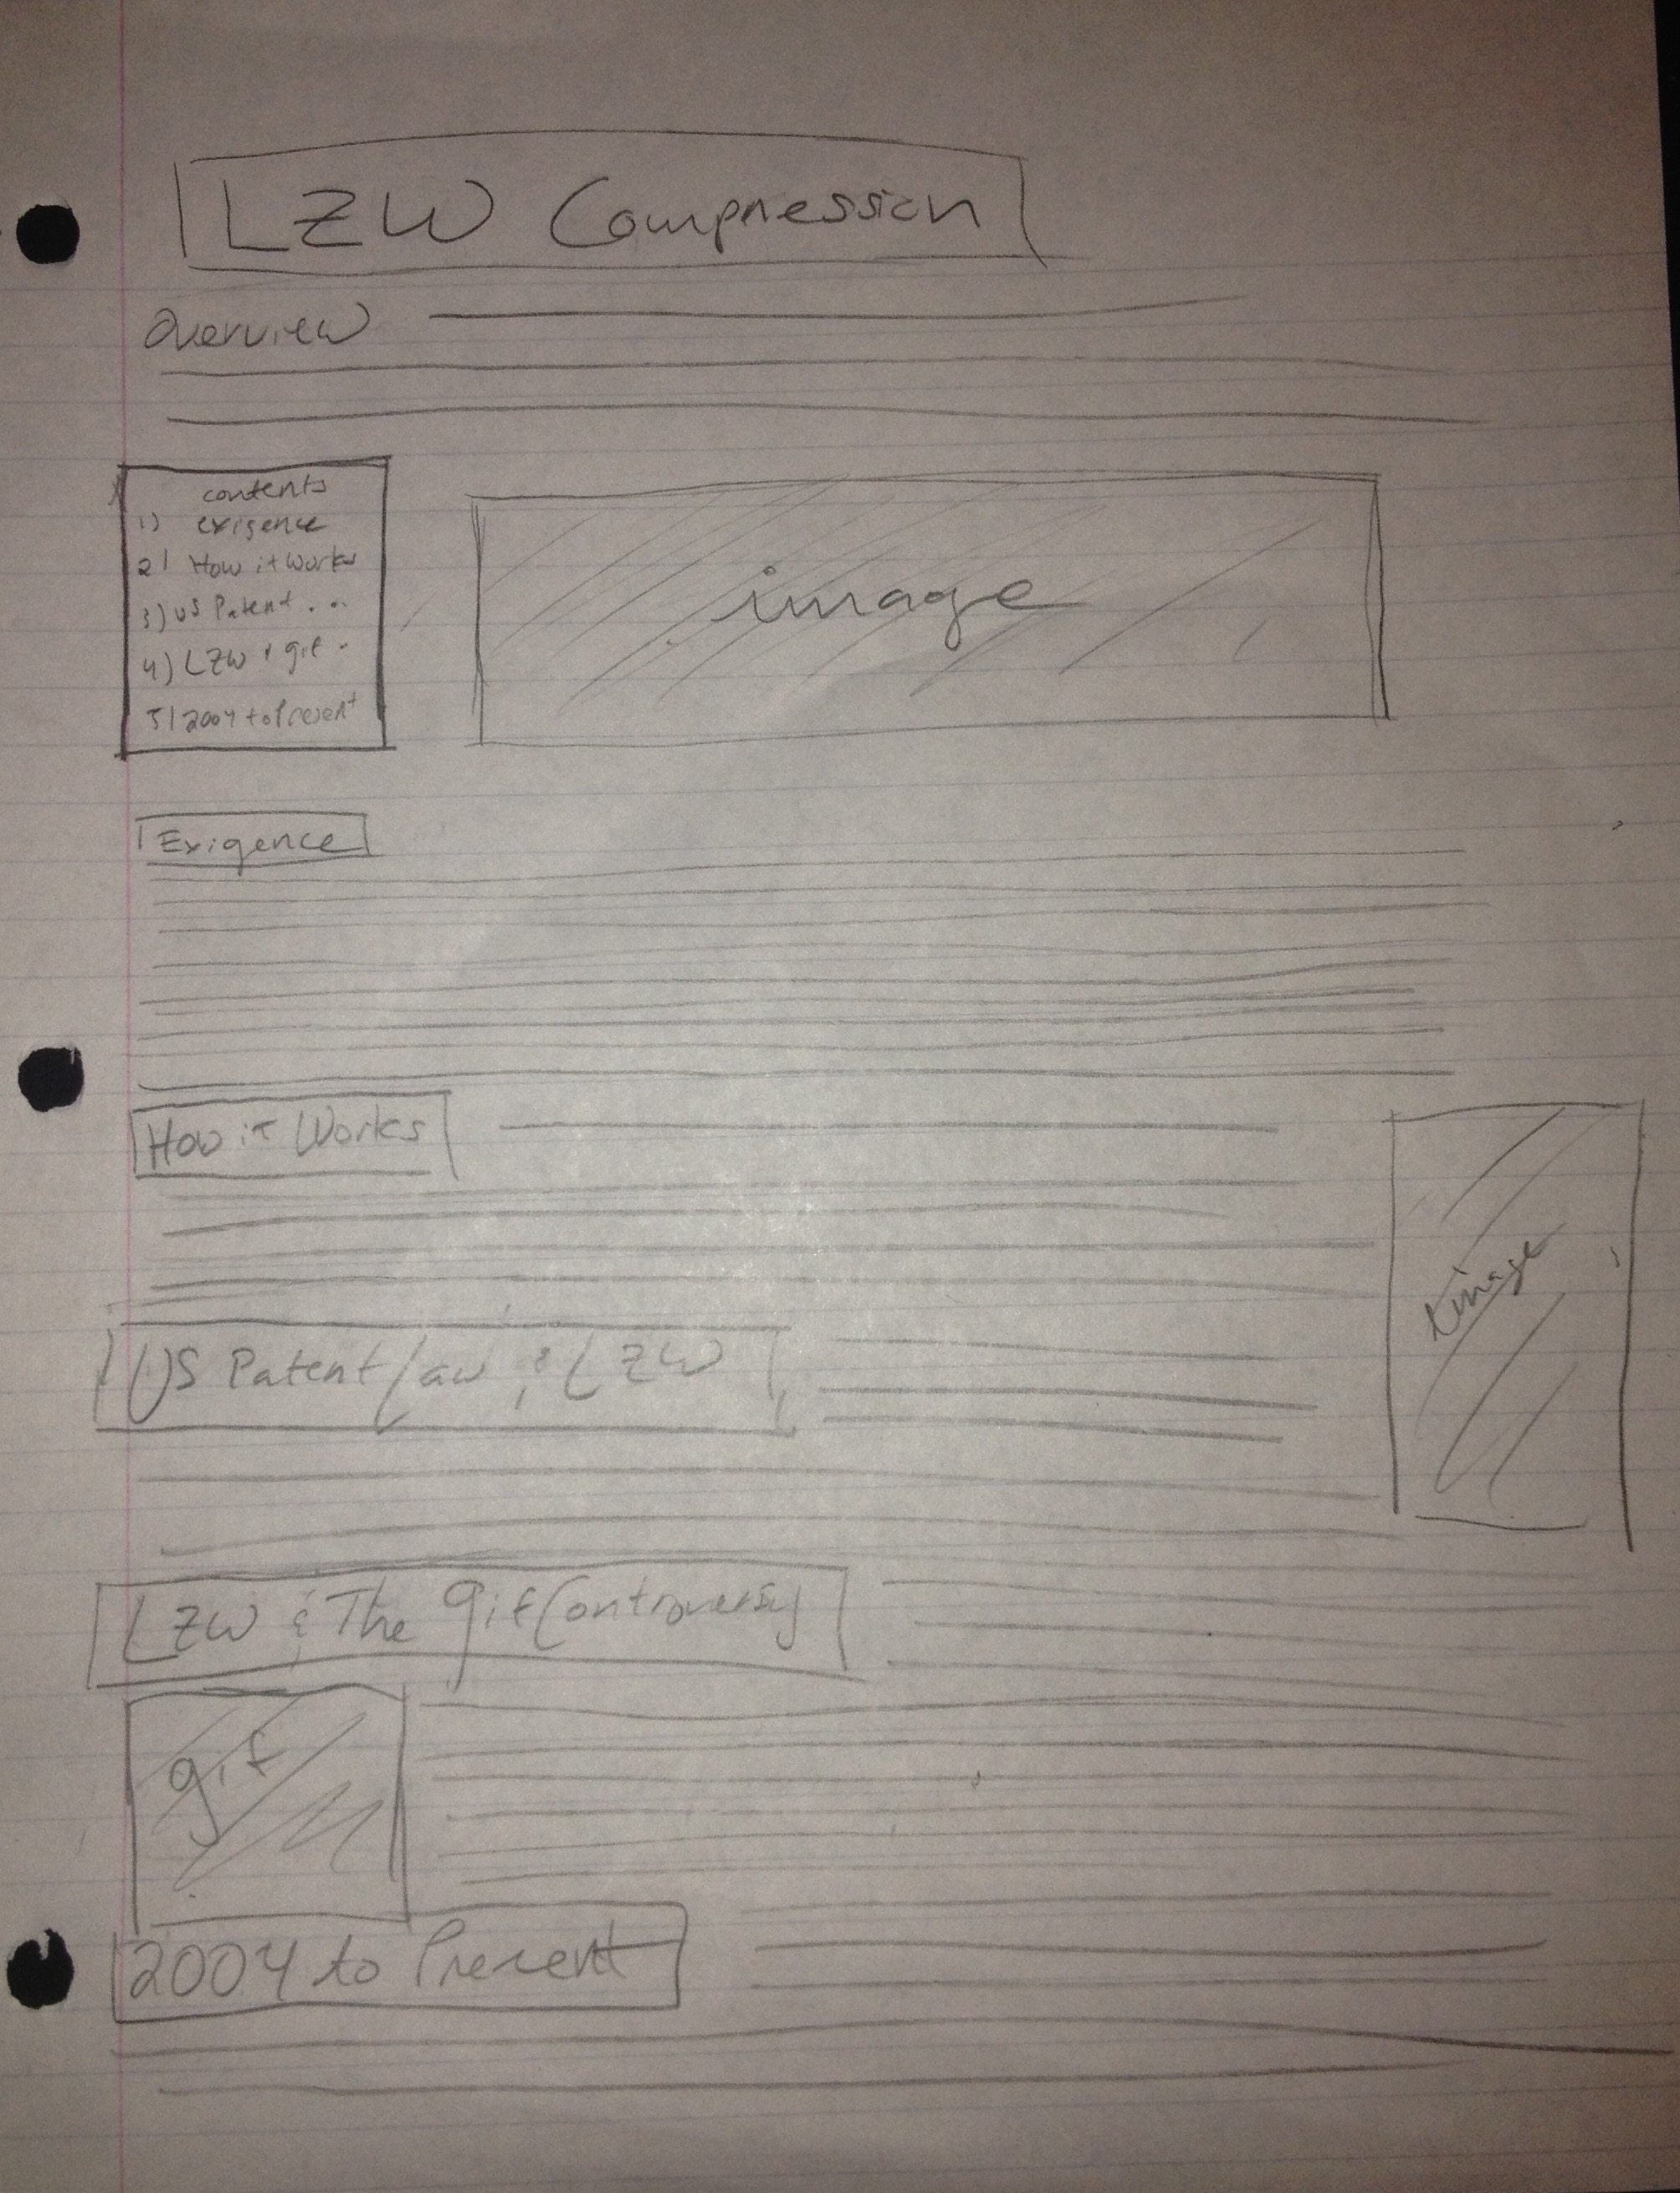 LZW Compression
Overview
contents
1) exigence
2) How it works
3) US Patent . ..
4) LZW & gif .
5) 2004 to Present
image
Exigence
How it Works
image
US Patent Law & LZW
LZW & The gif Controversy
gif
2004 to Present